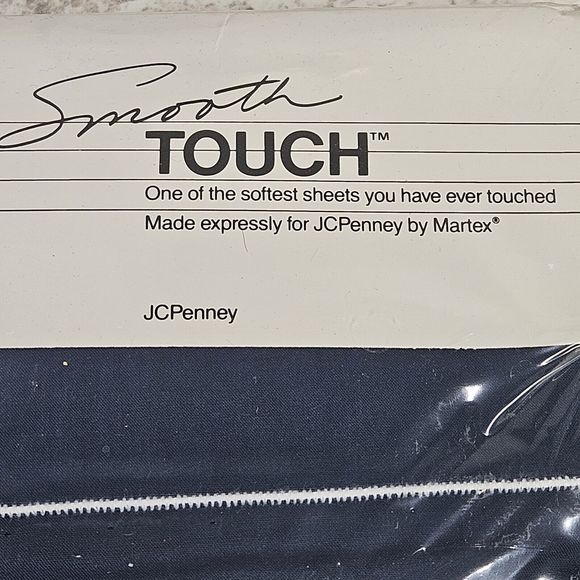 Smooth
TOUCH™
One of the softest sheets you have ever touched
Made expressly for JCPenney by Martex®
JCPenney